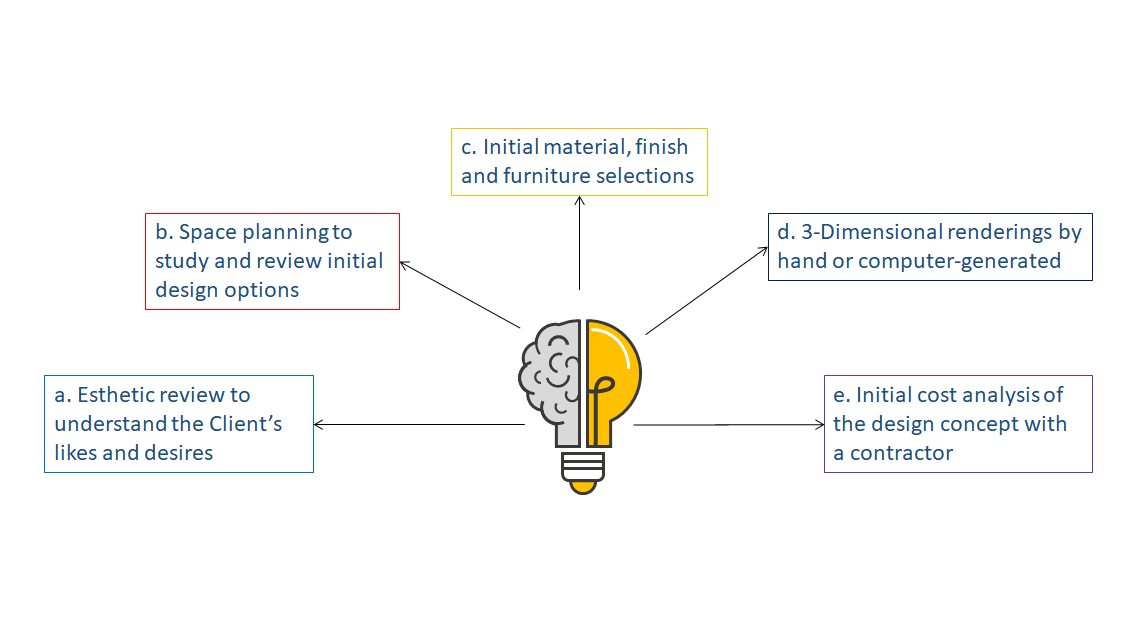 c. Initial material, finish
and furniture selections
b. Space planning to
study and review initial
design options
d. 3-Dimensional renderings by
hand or computer-generated
a. Esthetic review to
understand the Client’s
likes and desires
e. Initial cost analysis of
the design concept with
a contractor